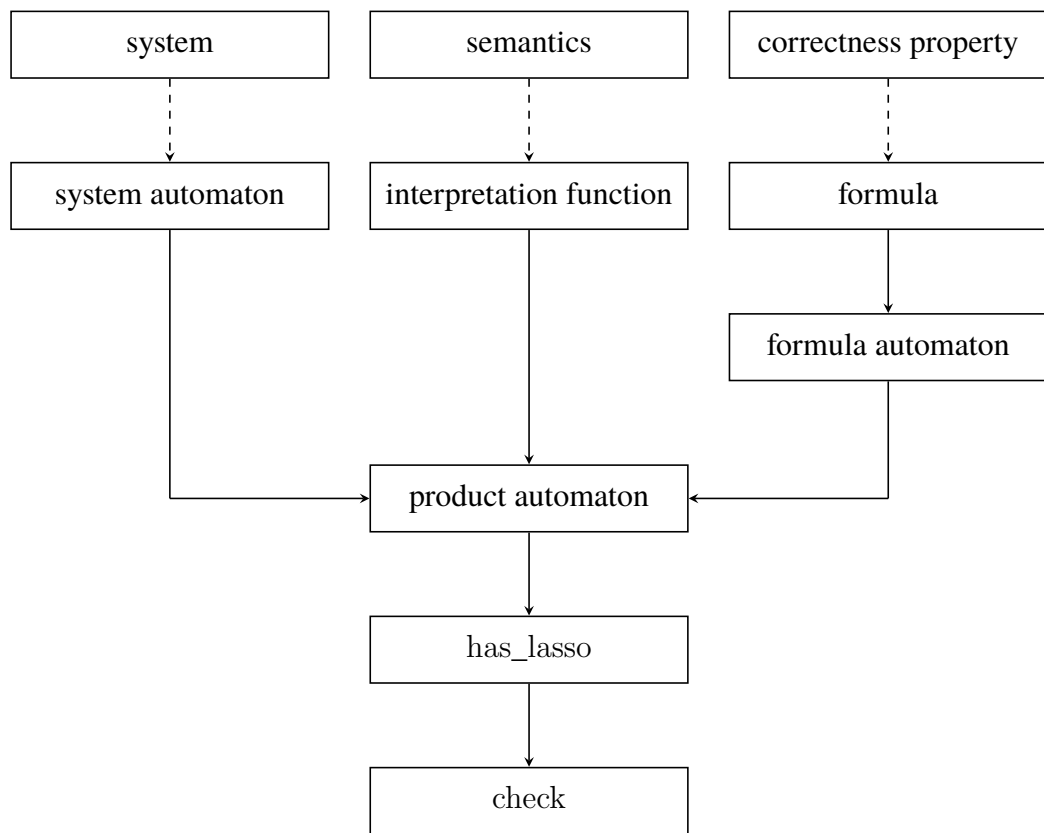 system
semantics
correctness property
system automaton
interpretation function
formula
formula automaton
product automaton
has_lasso
check